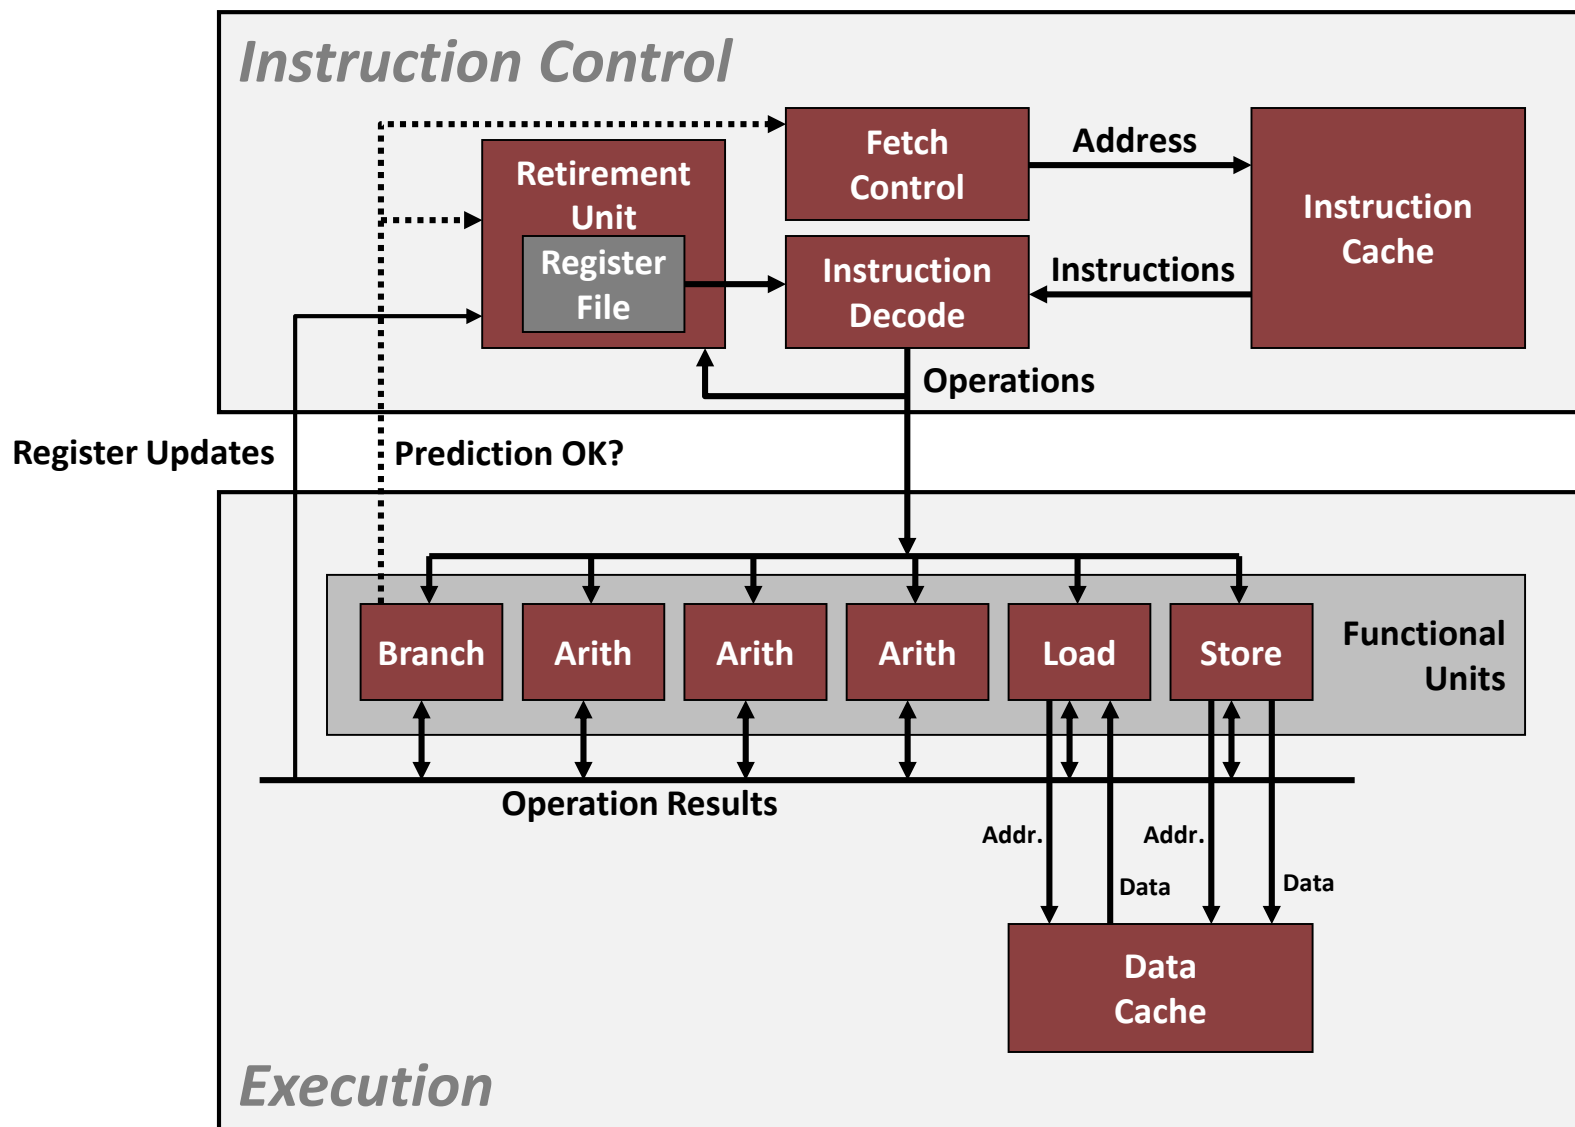 Instruction Control
Fetch
Control
Address
Instruction
Cache
Retirement
Unit
Register
File
Instruction
Decode
Instructions
Operations
Register Updates
Prediction OK?
Branch
Arith
Arith
Arith
Load
Store
Functional
Units
Operation Results
Addr.
Data
Addr.
Data
Data
Cache
Execution